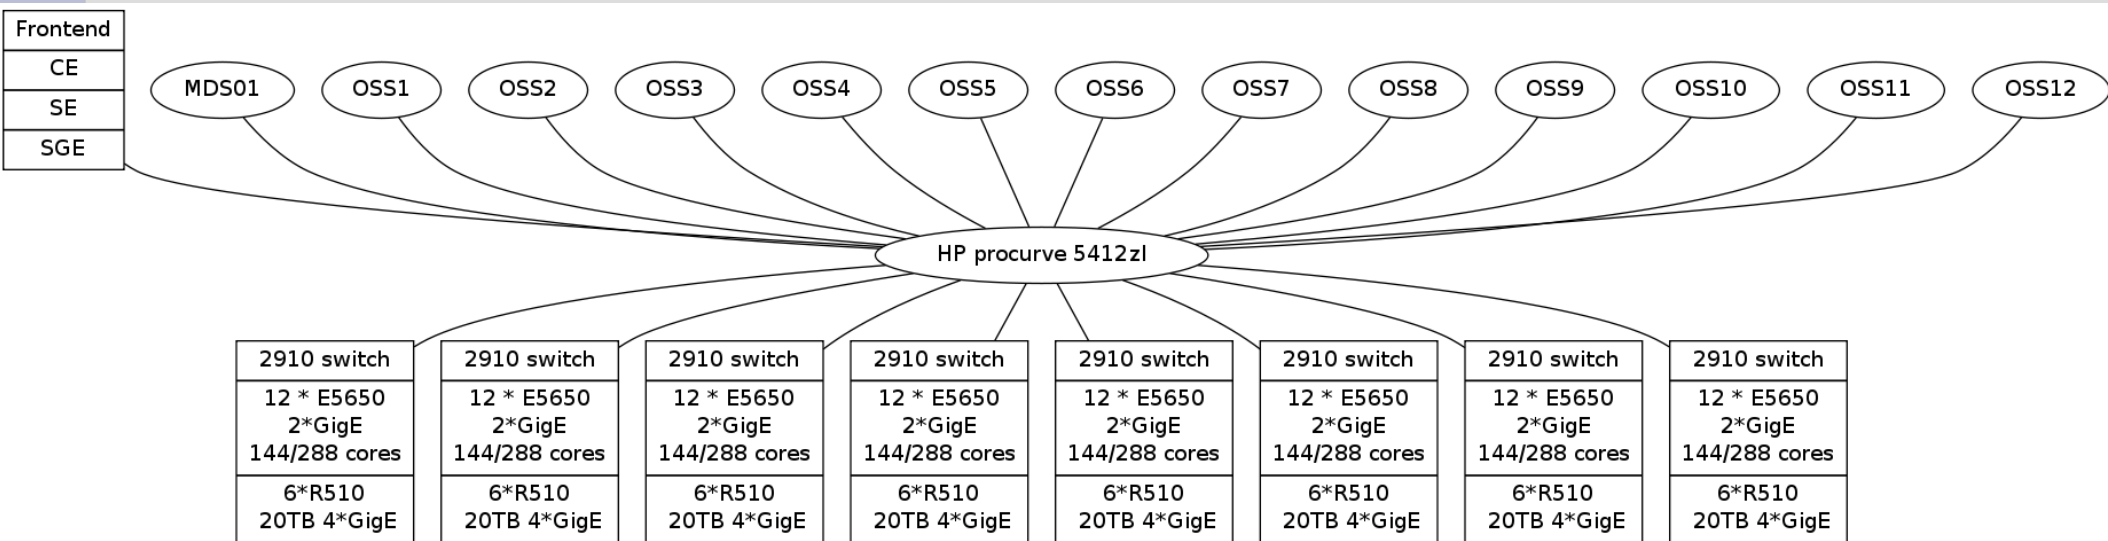 Frontend
CE
SE
SGE
MDS01
OSS1
OSS2
OSS3
OSS4
OSS5
OSS6
OSS7
OSS8
OSS9
OSS10
OSS11
OSS12
HP procurve 5412zl
2910 switch
12 * E5650
2*GigE
144/288 cores
6*R510
20TB 4*GigE
2910 switch
12 * E5650
2*GigE
144/288 cores
6*R510
20TB 4*GigE
2910 switch
12 * E5650
2*GigE
144/288 cores
6*R510
20TB 4*GigE
2910 switch
12 * E5650
2*GigE
144/288 cores
6*R510
20TB 4*GigE
2910 switch
12 * E5650
2*GigE
144/288 cores
6*R510
20TB 4*GigE
2910 switch
12 * E5650
2*GigE
144/288 cores
6*R510
20TB 4*GigE
2910 switch
12 * E5650
2*GigE
144/288 cores
6*R510
20TB 4*GigE
2910 switch
12 * E5650
2*GigE
144/288 cores
6*R510
20TB 4*GigE